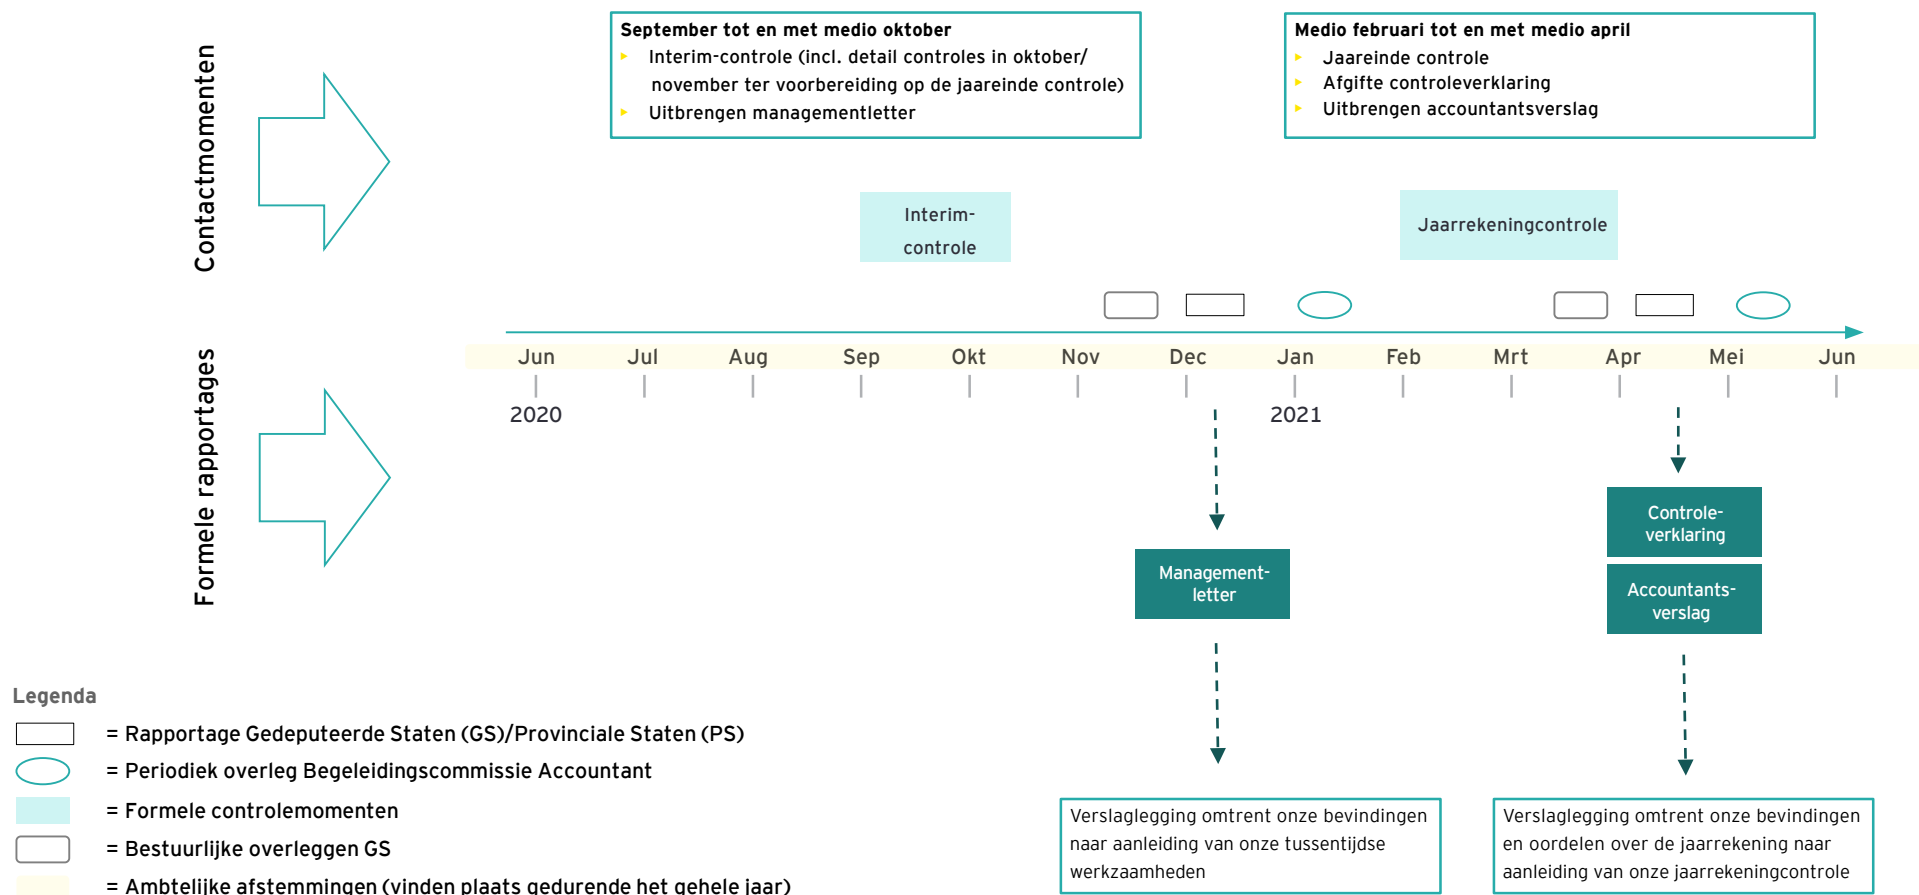 Contactmomenten
September tot en met medio oktober
▸ Interim-controle (incl. detail controles in oktober/
november ter voorbereiding op de jaareinde controle)
▸ Uitbrengen managementletter
Medio februari tot en met medio april
▸ Jaareinde controle
▸ Afgifte controleverklaring
▸ Uitbrengen accountantsverslag
Interim-
controle
Jaarrekeningcontrole
Formele rapportages
Jun Jul Aug Sep Okt Nov Dec Jan Feb Mrt Apr Mei Jun
2020 2021
Management-
letter
Controle-
verklaring
Accountants-
verslag
Verslaglegging omtrent onze bevindingen
naar aanleiding van onze tussentijdse
werkzaamheden
Verslaglegging omtrent onze bevindingen
en oordelen over de jaarrekening naar
aanleiding van onze jaarrekeningcontrole
Legenda
= Rapportage Gedeputeerde Staten (GS)/Provinciale Staten (PS)
= Periodiek overleg Begeleidingscommissie Accountant
= Formele controlemomenten
= Bestuurlijke overleggen GS
= Ambtelijke afstemmingen (vinden plaats gedurende het gehele jaar)